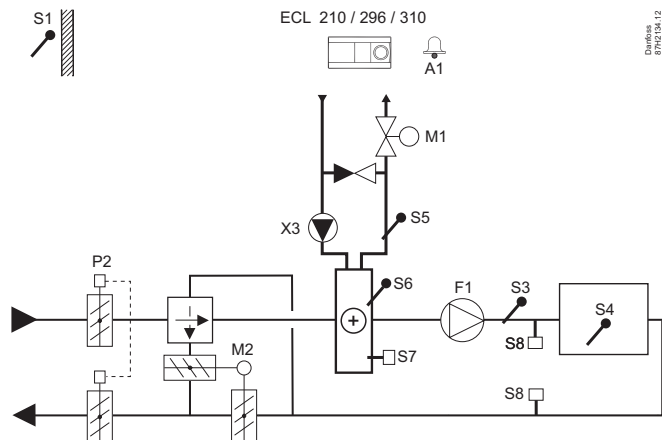 S1
ECL 210 / 296 / 310
A1
Danfoss
87H2134.12
M1
X3
S5
P2
S6
F1
S3
S4
S8
M2
S7
S8